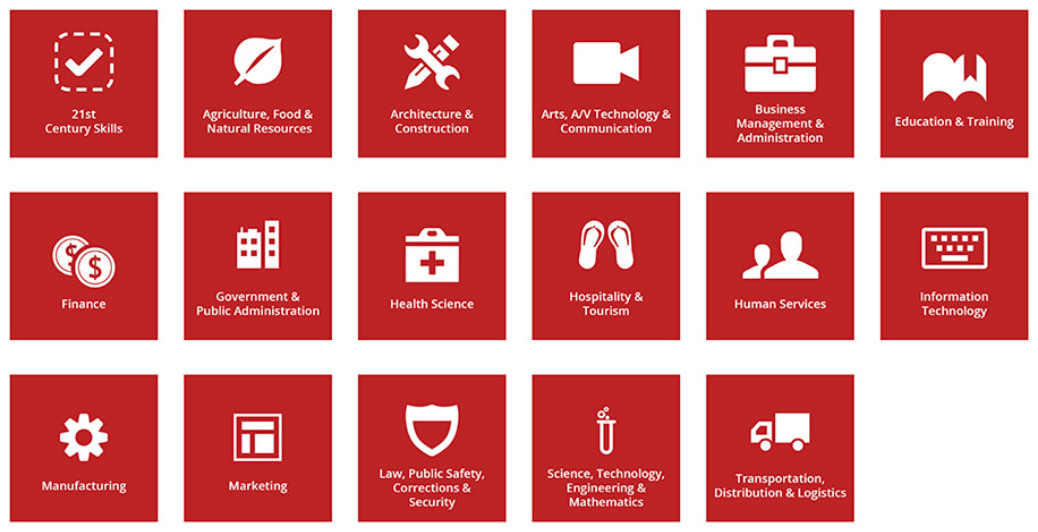 21st
Century Skills
Agriculture, Food &
Natural Resources
Architecture &
Construction
Arts, A/V Technology &
Communication
Business
Management &
Administration
Education & Training
$
$
Finance
Government &
Public Administration
Health Science
Hospitality &
Tourism
Human Services
Information
Technology
Manufacturing
Marketing
Law, Public Safety,
Corrections &
Security
Science, Technology,
Engineering &
Mathematics
Transportation,
Distribution & Logistics